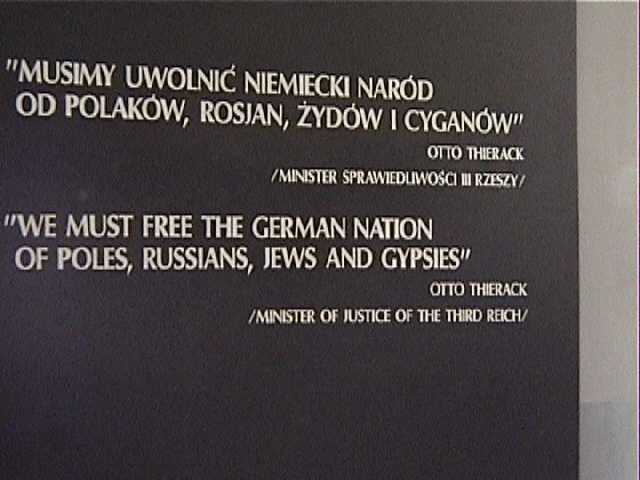 "MUSIMY UWOLNIĆ NIEMIECKI NARÓD
OD POLAKÓW, ROSJAN, ŻYDÓW I CYGANÓW"
OTTO THIERACK
/MINISTER SPRAWIEDLIWOŚCI III RZESZY/
"WE MUST FREE THE GERMAN NATION
OF POLES, RUSSIANS, JEWS AND GYPSIES"
OTTO THIERACK
/MINISTER OF JUSTICE OF THE THIRD REICH/